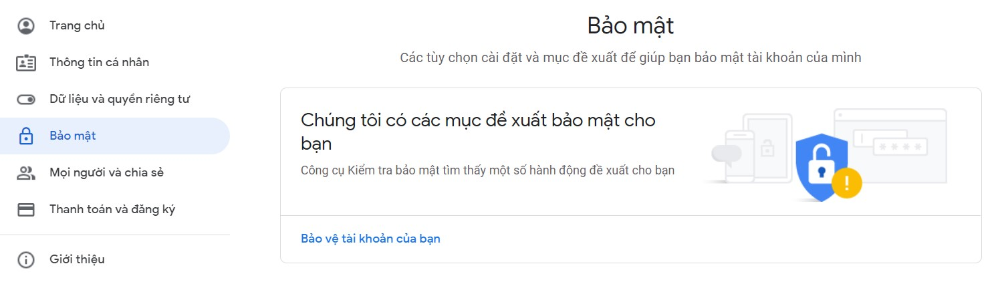 Trang chủ
Thông tin cá nhân
Dữ liệu và quyền riêng tư
Bảo mật
Mọi người và chia sẻ
Thanh toán và đăng ký
Giới thiệu
Bảo mật
Các tùy chọn cài đặt và mục đề xuất để giúp bạn bảo mật tài khoản của mình
Chúng tôi có các mục đề xuất bảo mật cho
bạn
Công cụ Kiểm tra bảo mật tìm thấy một số hành động đề xuất cho bạn
Bảo vệ tài khoản của bạn